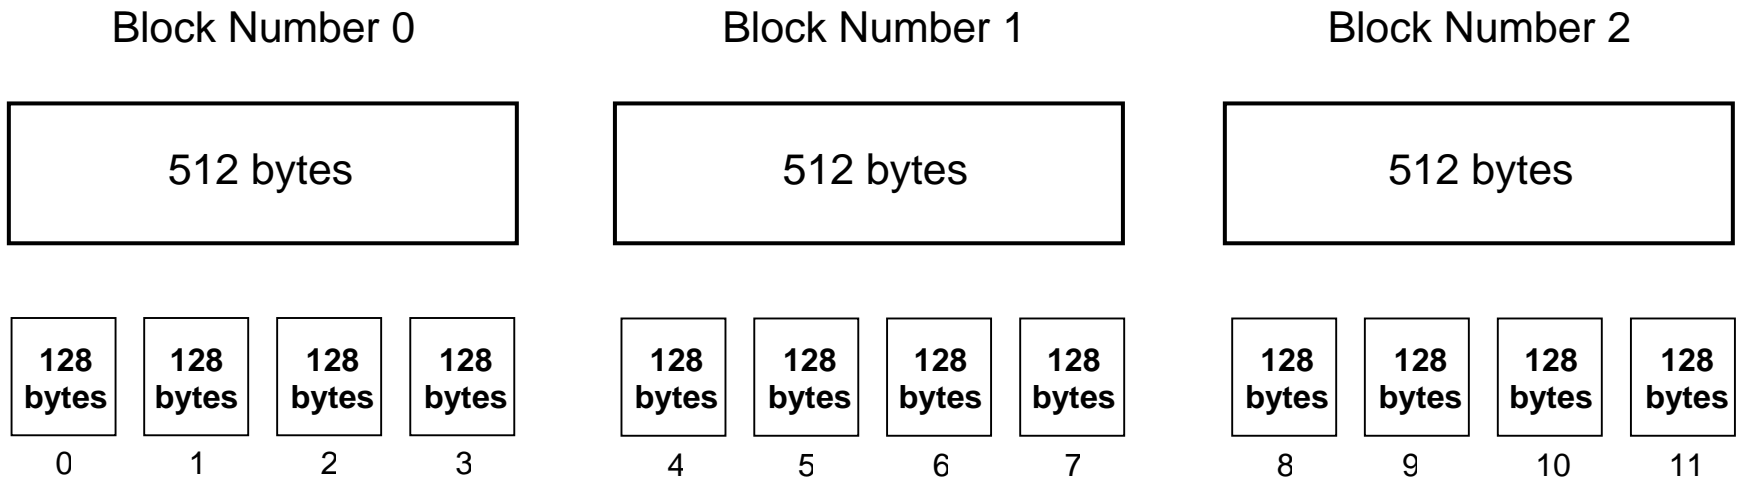 Block Number 0
Block Number 1
Block Number 2
512 bytes
512 bytes
512 bytes
128
bytes
128
bytes
128
bytes
128
bytes
128
bytes
128
bytes
128
bytes
128
bytes
128
bytes
128
bytes
128
bytes
128
bytes
0
1
2
3
4
5
6
7
8
9
10
11